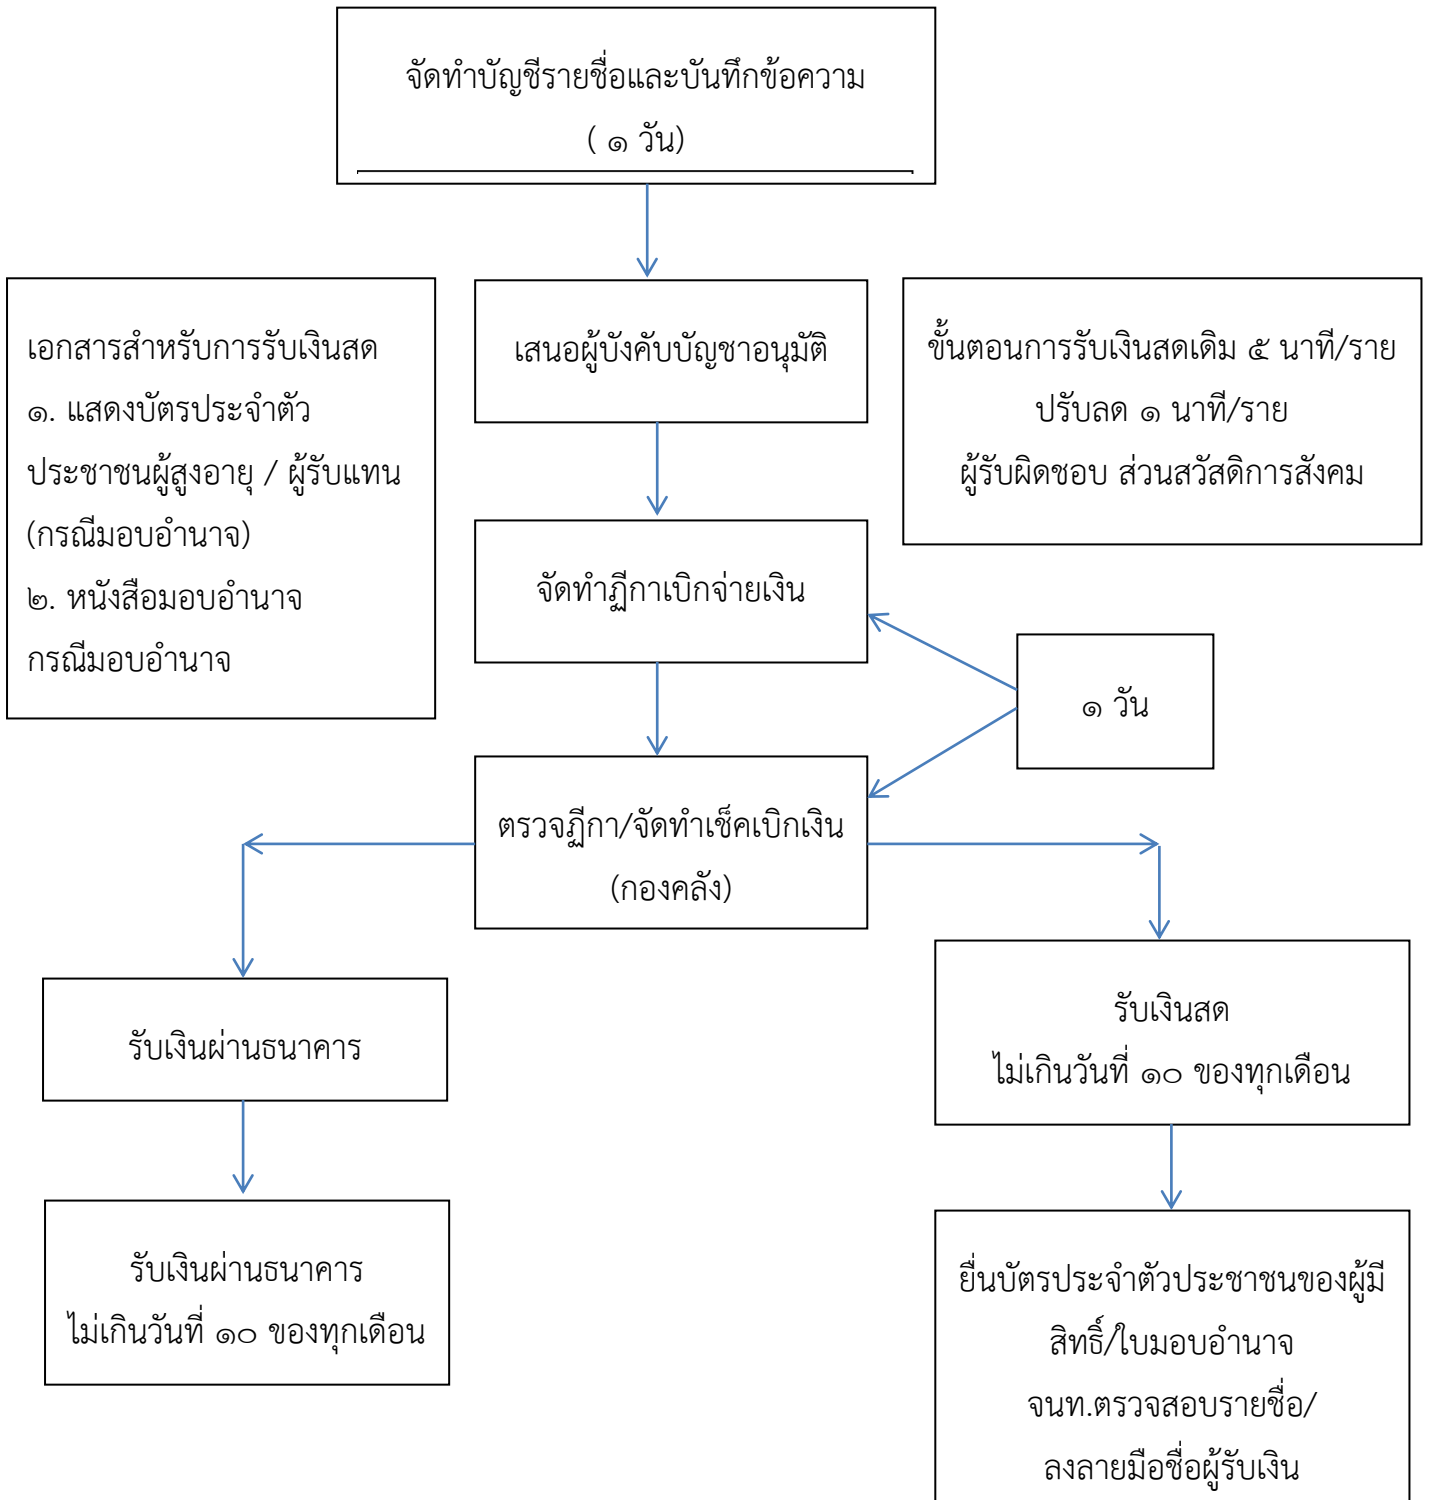 จัดทำบัญชีรายชื่อและบันทึกข้อความ
( ๑ วัน)
เอกสารสำหรับการรับเงินสด
๑. แสดงบัตรประจำตัว
ประชาชนผู้สูงอายุ / ผู้รับแทน
(กรณีมอบอำนาจ)
๒. หนังสือมอบอำนาจ
กรณีมอบอำนาจ
เสนอผู้บังคับบัญชาอนุมัติ
ขั้นตอนการรับเงินสดเดิม ๕ นาที/ราย
ปรับลด ๑ นาที/ราย
ผู้รับผิดชอบ ส่วนสวัสดิการสังคม
จัดทำฏีกาเบิกจ่ายเงิน
๑ วัน
ตรวจฏีกา/จัดทำเช็คเบิกเงิน
(กองคลัง)
รับเงินผ่านธนาคาร
รับเงินสด
ไม่เกินวันที่ ๑๐ ของทุกเดือน
รับเงินผ่านธนาคาร
ไม่เกินวันที่ ๑๐ ของทุกเดือน
ยื่นบัตรประจำตัวประชาชนของผู้มี
สิทธิ์/ใบมอบอำนาจ
จนท.ตรวจสอบรายชื่อ/
ลงลายมือชื่อผู้รับเงิน